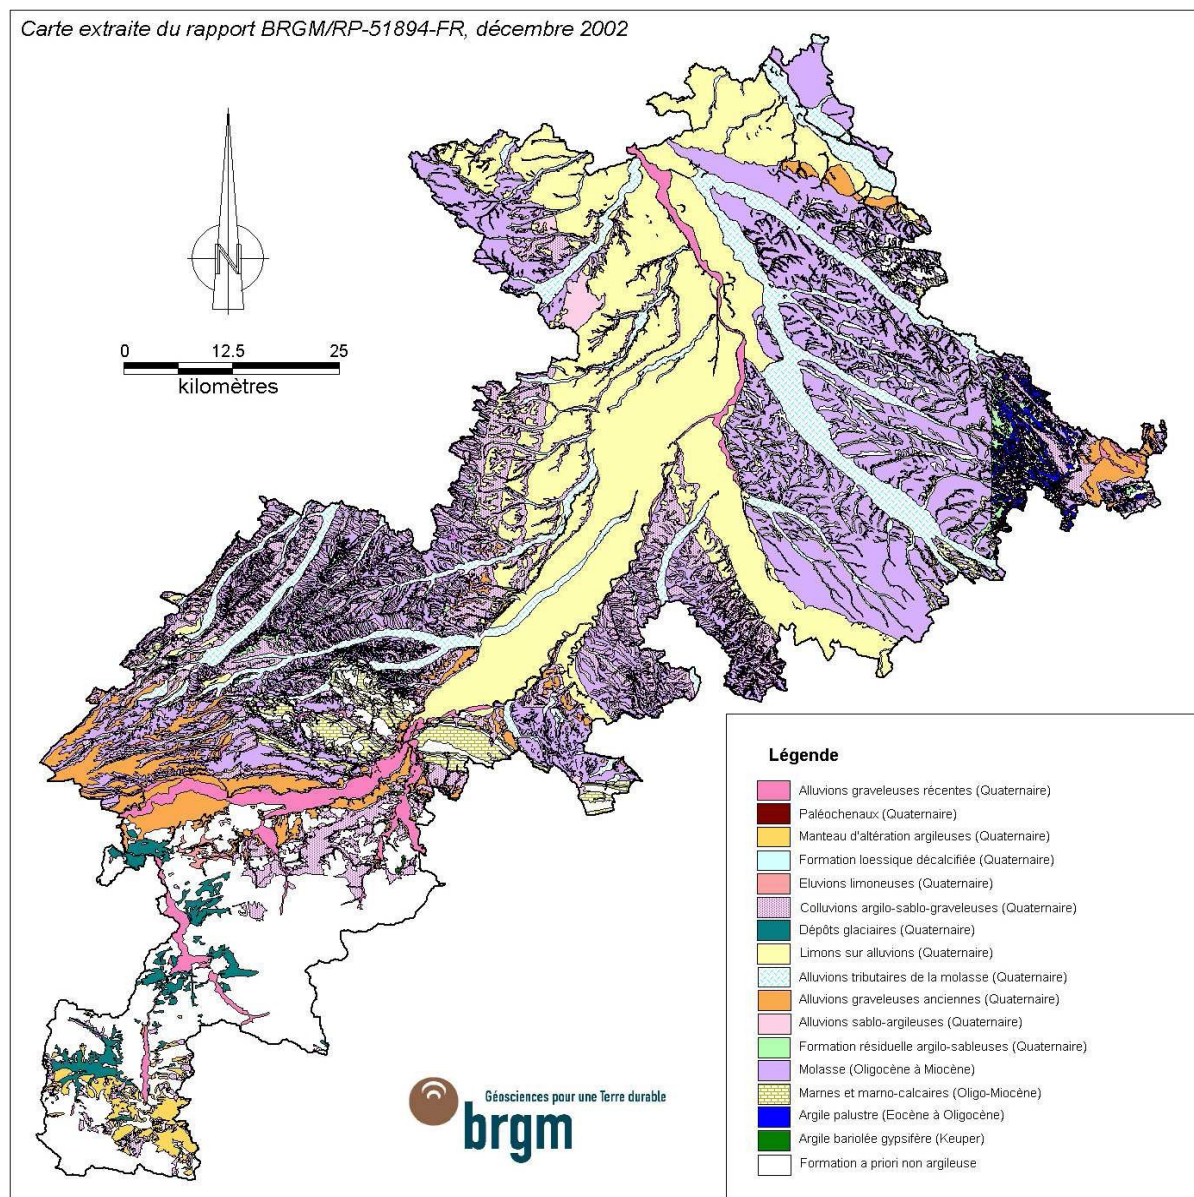 Carte extraite du rapport BRGM/RP-51894-FR, décembre 2002
N
0 12.5 25
kilomètres
Légende
Alluvions graveleuses récentes (Quaternaire)
Paléochenaux (Quaternaire)
Manteau d'altération argileuses (Quaternaire)
Formation loessique décalcifiée (Quaternaire)
Eluvions limoneuses (Quaternaire)
Colluvions argilo-sablo-graveleuses (Quaternaire)
Dépôts glaciaires (Quaternaire)
Limons sur alluvions (Quaternaire)
Alluvions tributaires de la molasse (Quaternaire)
Alluvions graveleuses anciennes (Quaternaire)
Alluvions sablo-argileuses (Quaternaire)
Formation résiduelle argilo-sableuses (Quaternaire)
Molasse (Oligocène à Miocène)
Marnes et marno-calcaires (Oligo-Miocène)
Argile palustre (Eocène à Oligocène)
Argile bariolée gypsifère (Keuper)
Formation a priori non argileuse
Géosciences pour une Terre durable
brgm